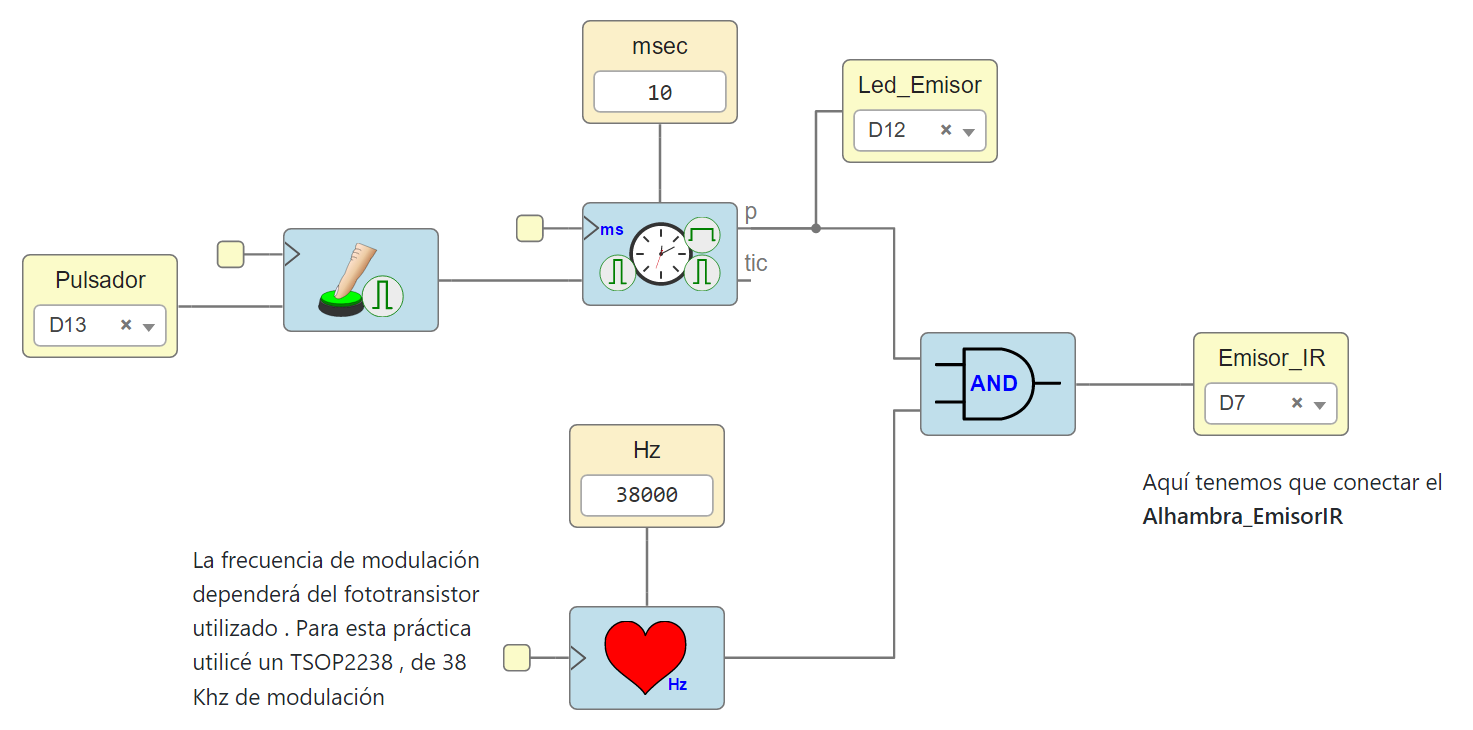 msec
10
Led_Emisor
D12 ×
p
ms
tic
Pulsador
D13 ×
AND
Emisor_IR
D7 ×
Hz
38000
Aquí tenemos que conectar el
Alhambra_EmisorIR
La frecuencia de modulación
dependerá del fototransistor
utilizado . Para esta práctica
utilicé un TSOP2238 , de 38
Khz de modulación
Hz